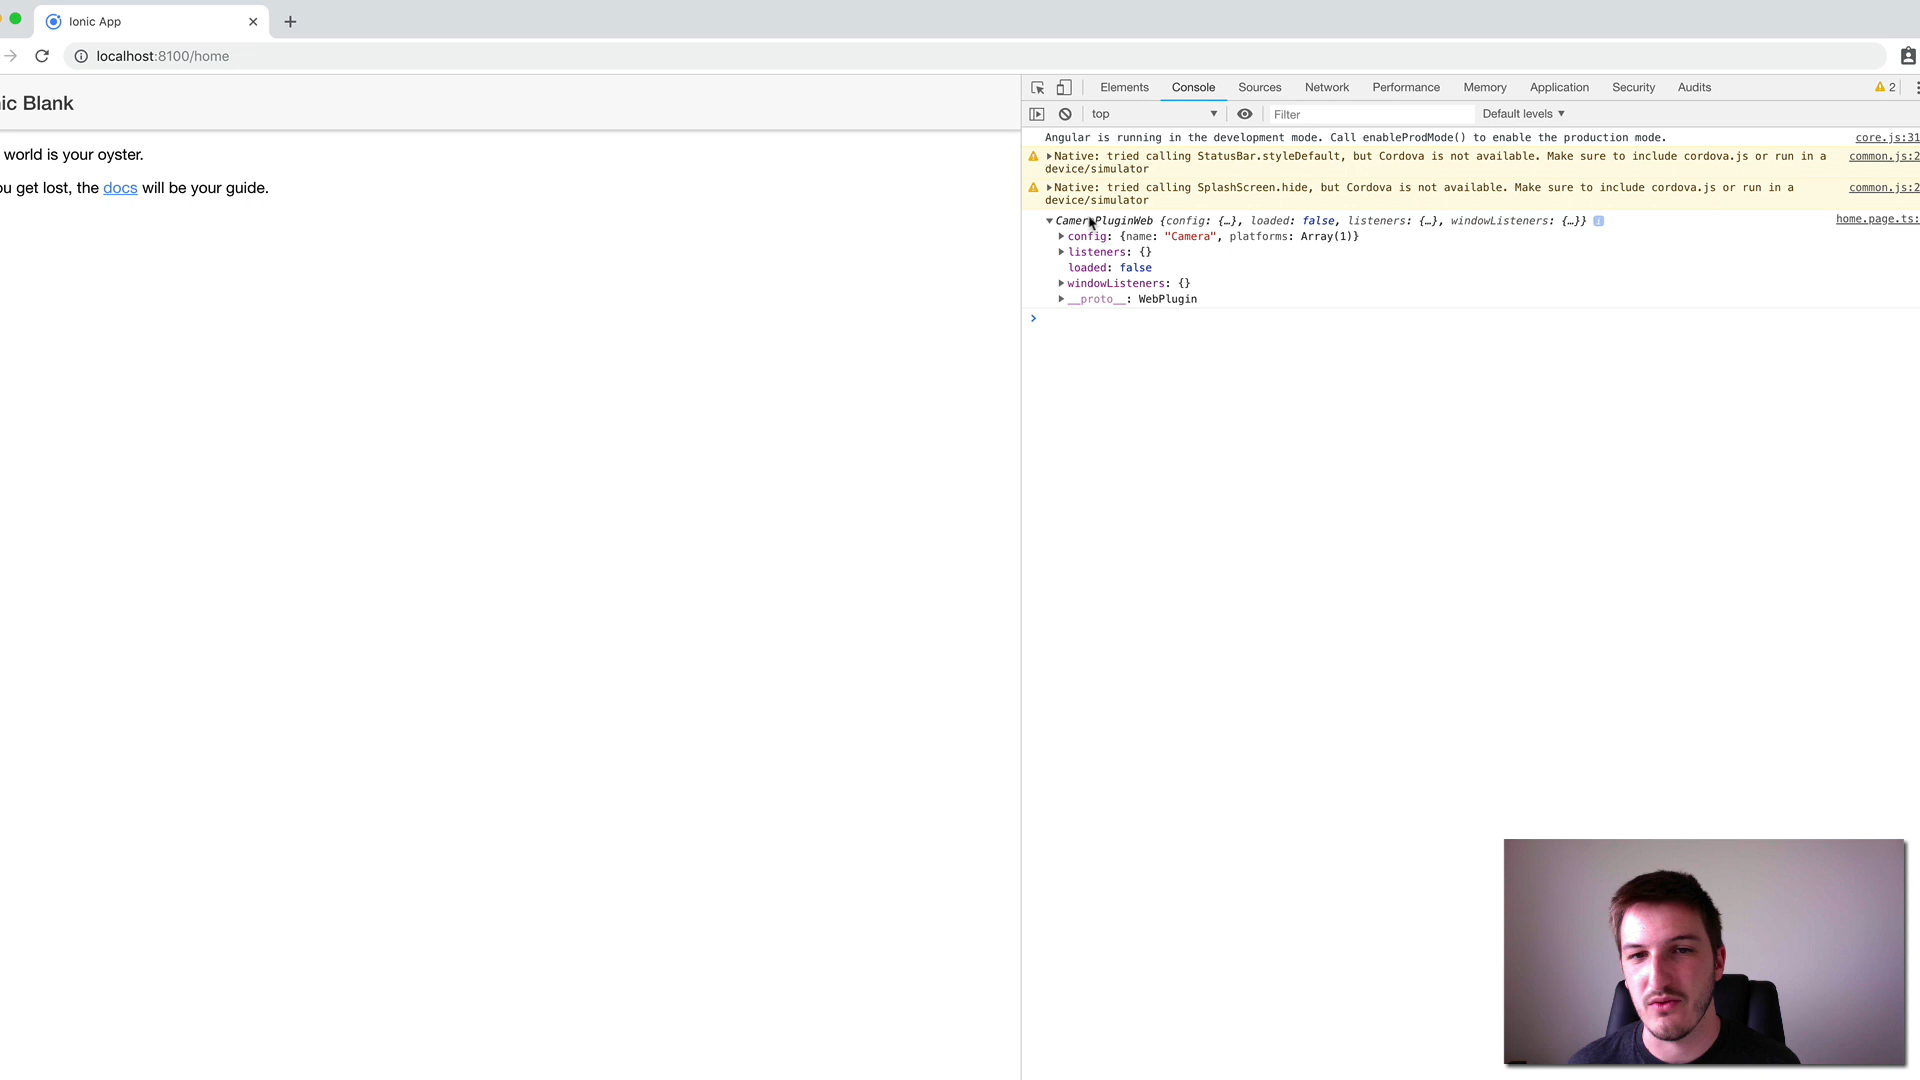 Ionic App
localhost:8100/home
ic Blank
world is your oyster.
ou get lost, the docs will be your guide.
Elements Console Sources Network Performance Memory Application Security Audits 2
top Filter Default levels
Angular is running in the development mode. Call enableProdMode() to enable the production mode. core.js:31
Native: tried calling StatusBar.styleDefault, but Cordova is not available. Make sure to include cordova.js or run in a common.js:2
device/simulator
Native: tried calling SplashScreen.hide, but Cordova is not available. Make sure to include cordova.js or run in a common.js:2
device/simulator
CameraPluginWeb {config: {…}, loaded: false, listeners: {…}, windowListeners: {…}} i home.page.ts:
config: {name: "Camera", platforms: Array(1)}
listeners: {}
loaded: false
windowListeners: {}
__proto__: WebPlugin